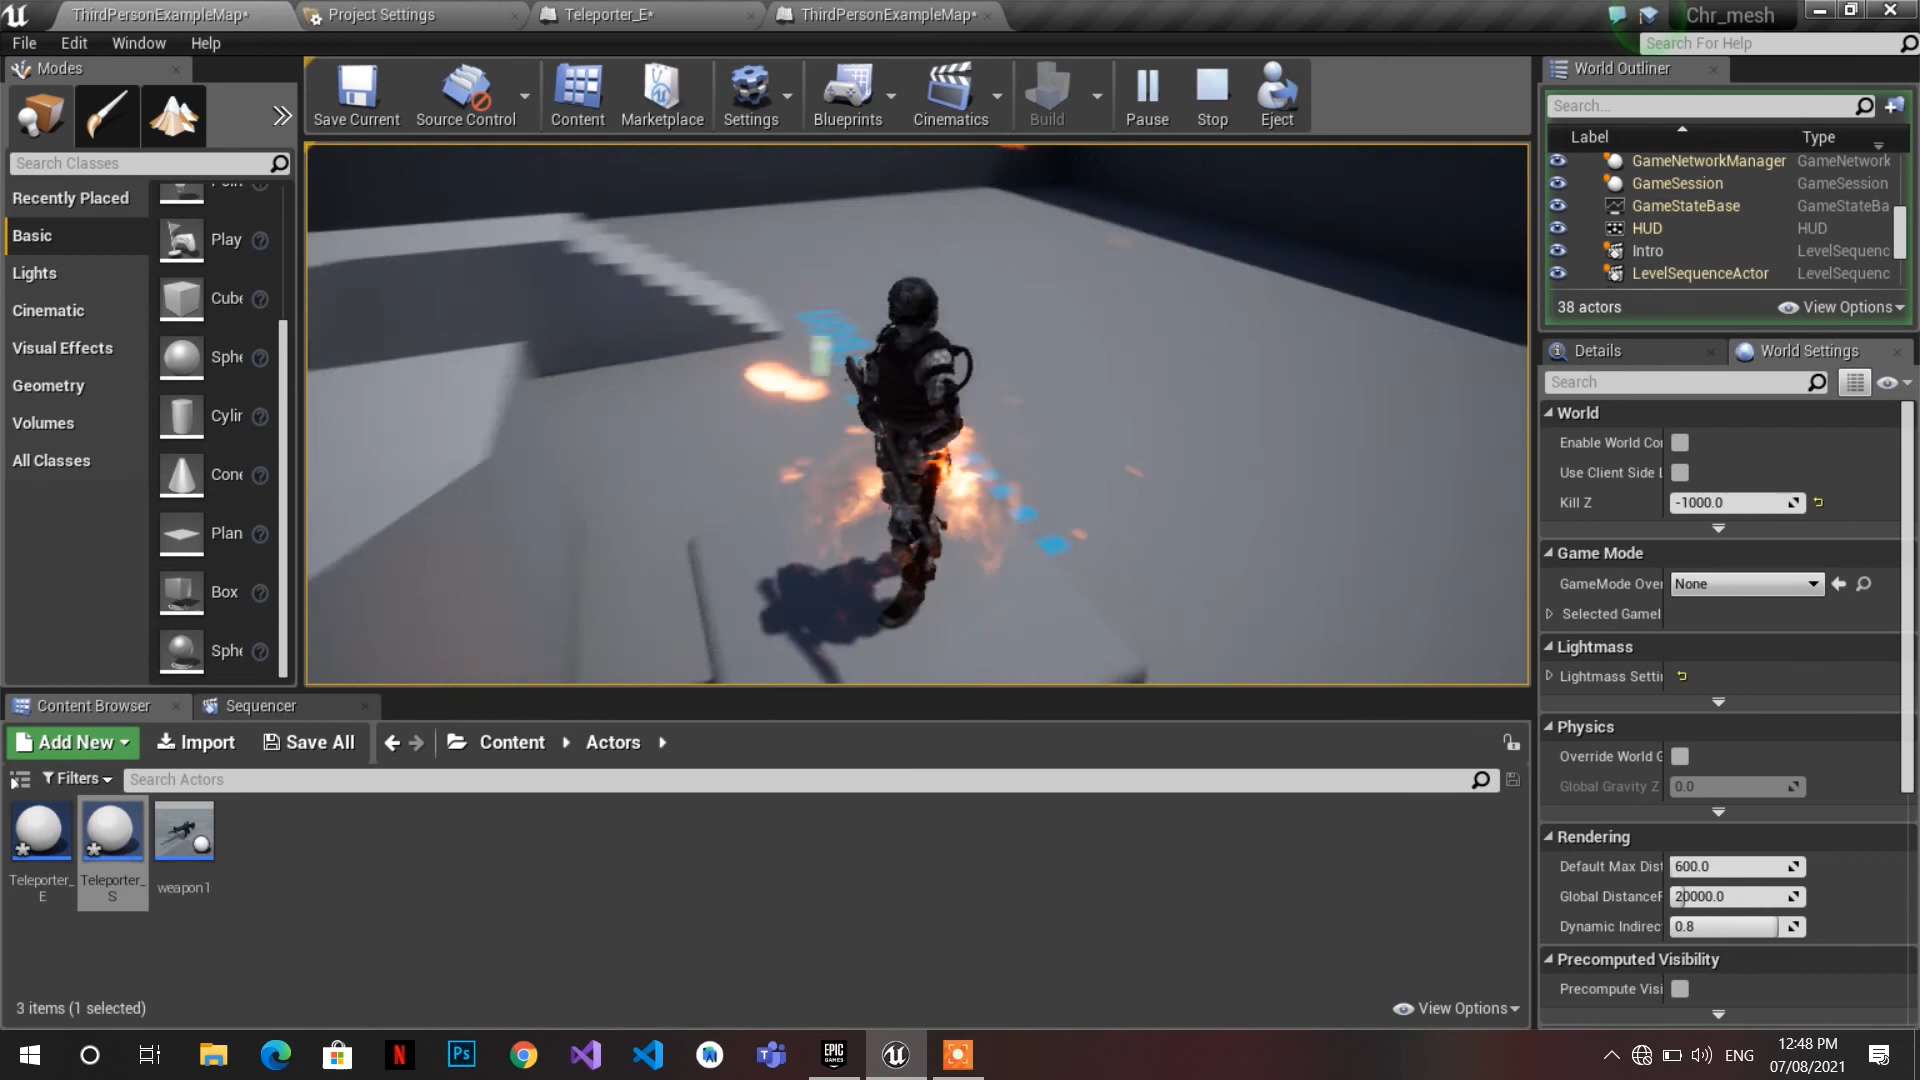 ThirdPersonExampleMap*
Project Settings
Teleporter_E*
ThirdPersonExampleMap*
Chr_mesh
File Edit Window Help
Search For Help
Modes
World Outliner
Save Current
Source Control
Content
Marketplace
Settings
Blueprints
Cinematics
Build
Pause
Stop
Eject
Search...
Label Type
Search Classes
GameNetworkManager GameNetwork
GameSession GameSession
GameStateBase GameStateBa
HUD HUD
Intro LevelSequenc
LevelSequenceActor LevelSequenc
38 actors
View Options
Recently Placed
Basic
Lights
Cinematic
Visual Effects
Geometry
Volumes
All Classes
Play
Cube
Sphe
Cylir
Cone
Plan
Box
Sphe
Details
World Settings
Search
World
Enable World Co
Use Client Side L
Kill Z -1000.0
Game Mode
GameMode Over None
Selected GameI
Lightmass
Lightmass Setti
Physics
Override World G
Global Gravity Z 0.0
Rendering
Default Max Dist 600.0
Global DistanceF 20000.0
Dynamic Indirec 0.8
Precomputed Visibility
Precompute Visi
Content Browser
Sequencer
Add New
Import
Save All
Content
Actors
Filters
Search Actors
Teleporter_
E
Teleporter_
S
weapon1
3 items (1 selected)
View Options
N
Ps
EPIC
GAMES
ENG
12:48 PM
07/08/2021